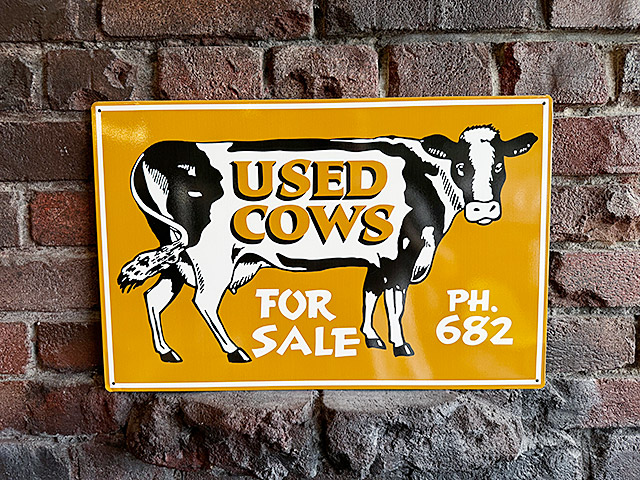 USED
COWS
FOR
SALE
PH.
682